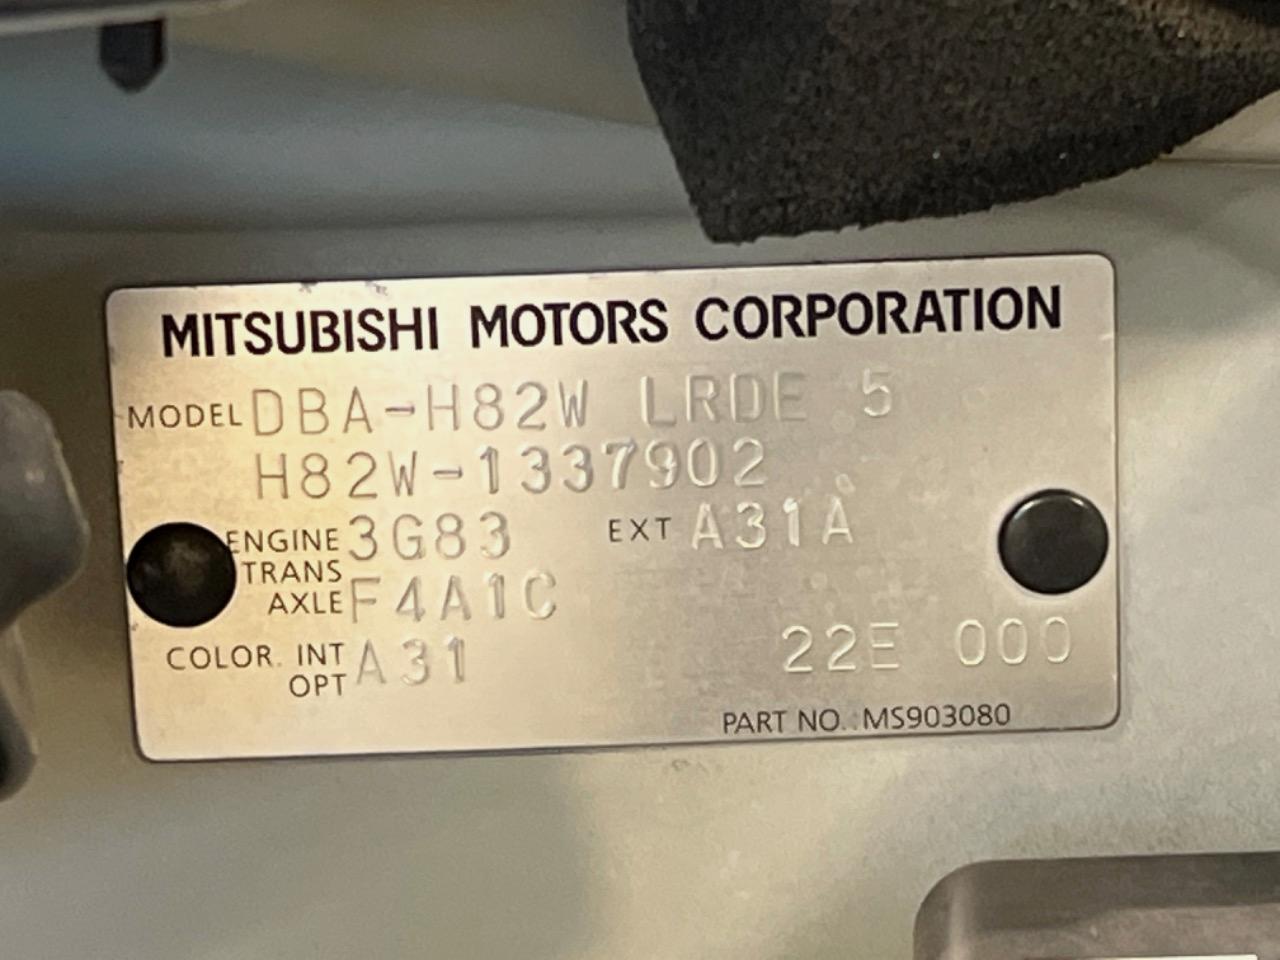 MITSUBISHI MOTORS CORPORATION
MODEL DBA-H82W LRDE 5
H82W-1337902
ENGINE 3G83 EXT A31A
TRANS
AXLE F4A1C
COLOR. INT A31 22E 000
OPT
PART NO.:MS903080